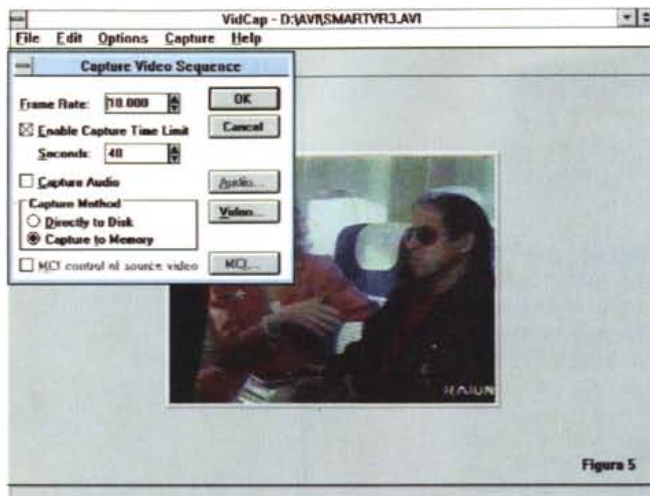 VidCap - D:\AVI\SMARTVR3.AVI
File Edit Options Capture Help
Capture Video Sequence
Frame Rate: 10.000
OK
Enable Capture Time Limit
Cancel
Seconds: 40
Capture Audio
Audio...
Capture Method
Video...
Directly to Disk
Capture to Memory
MCI control of source video
MCI...
RAIUNO
Figura 5